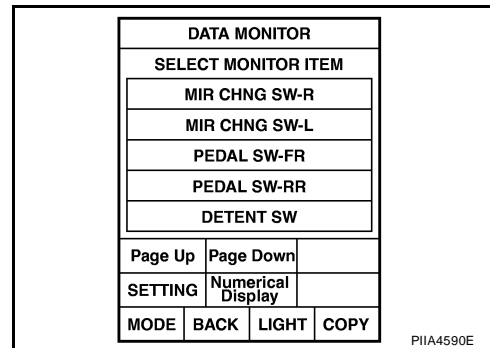 DATA MONITOR
SELECT MONITOR ITEM
MIR CHNG SW-R
MIR CHNG SW-L
PEDAL SW-FR
PEDAL SW-RR
DETENT SW
Page Up Page Down
SETTING Numerical Display
MODE BACK LIGHT COPY
PIIA4590E